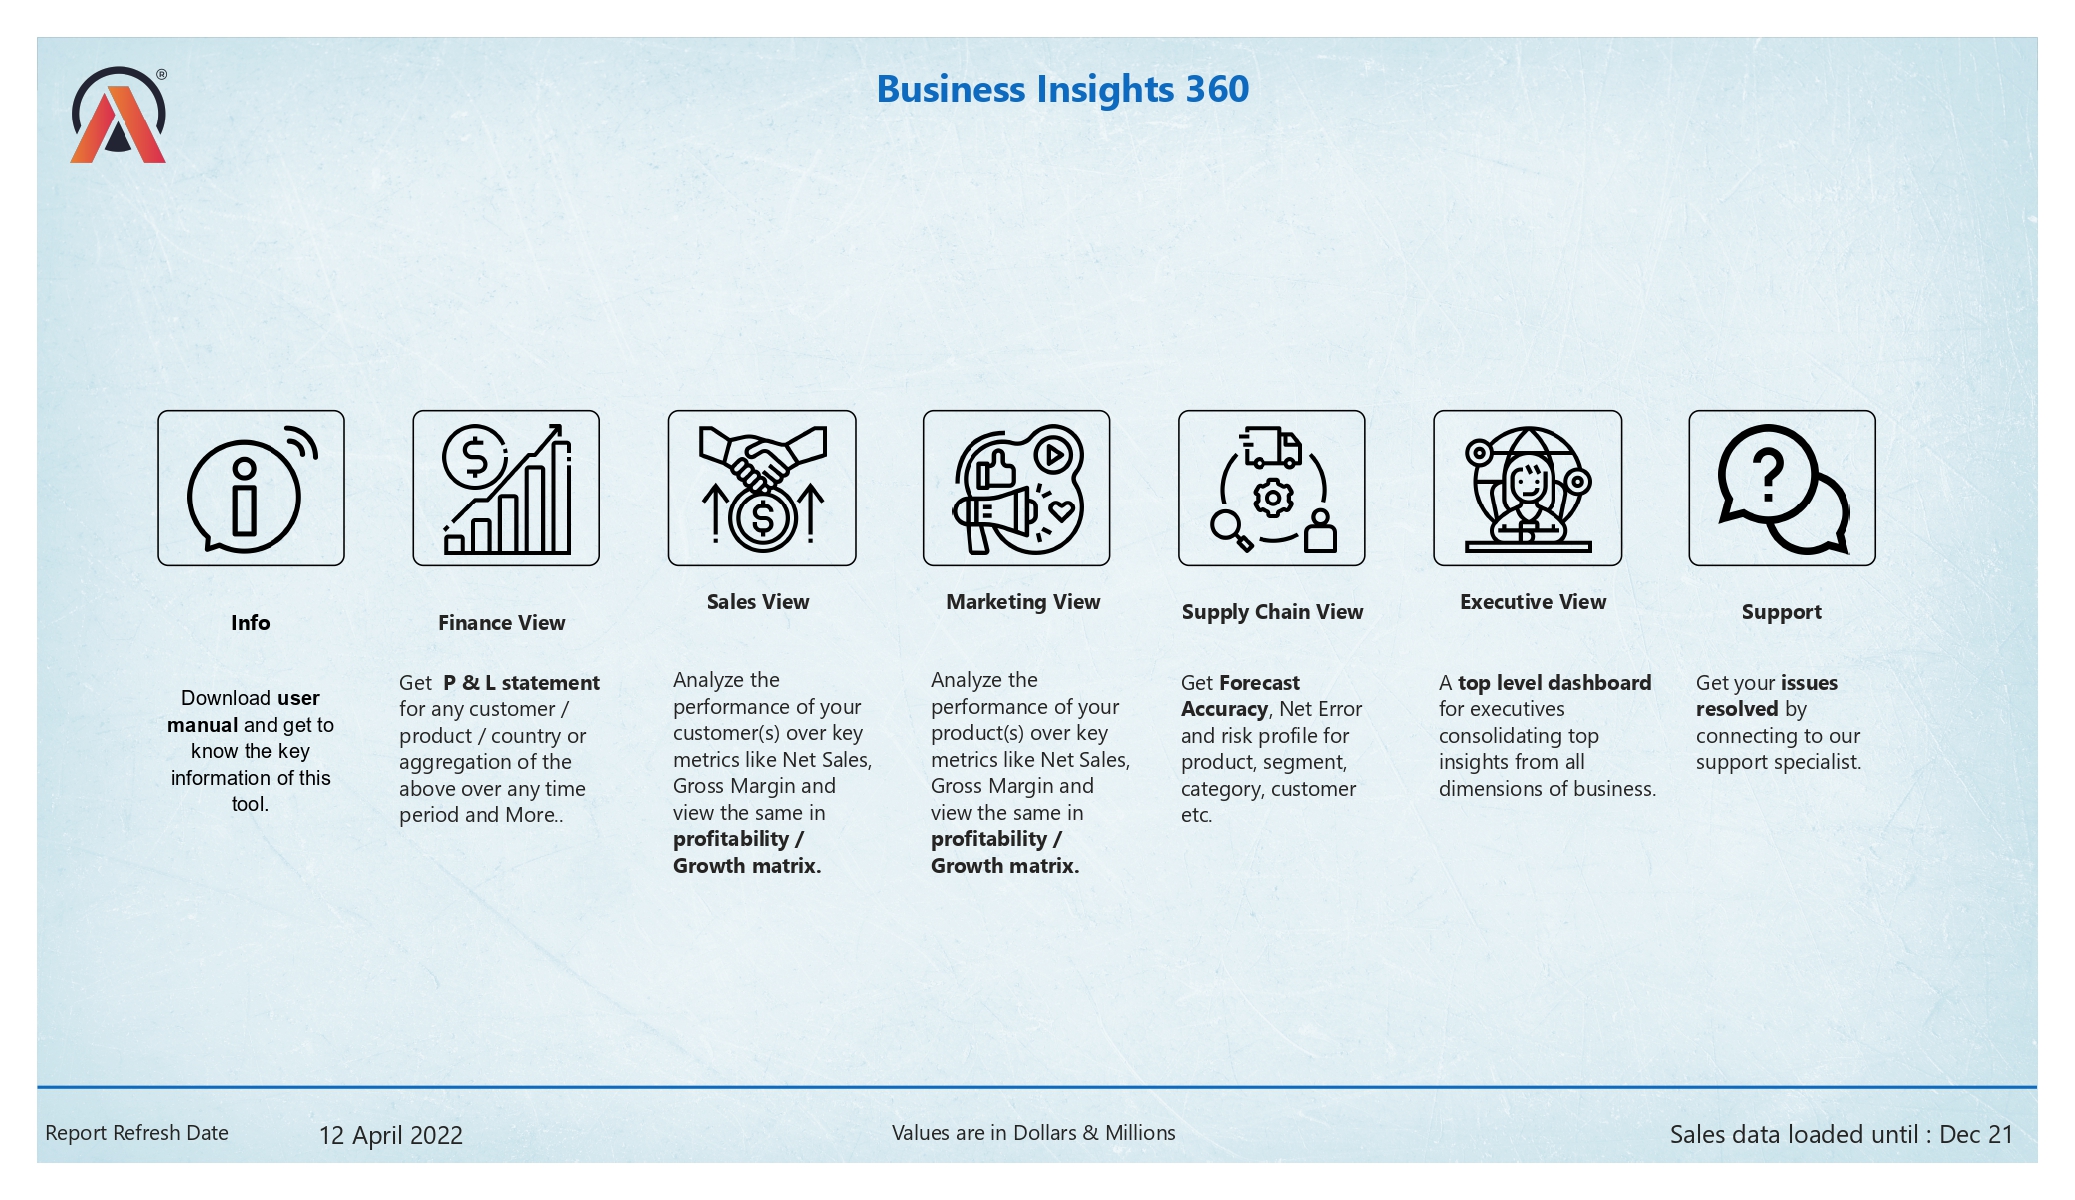 ®
Business Insights 360
Info
Download user
manual and get to
know the key
information of this
tool.
Finance View
Get P & L statement
for any customer /
product / country or
aggregation of the
above over any time
period and More..
Sales View
Analyze the
performance of your
customer(s) over key
metrics like Net Sales,
Gross Margin and
view the same in
profitability /
Growth matrix.
Marketing View
Analyze the
performance of your
product(s) over key
metrics like Net Sales,
Gross Margin and
view the same in
profitability /
Growth matrix.
Supply Chain View
Get Forecast
Accuracy, Net Error
and risk profile for
product, segment,
category, customer
etc.
Executive View
A top level dashboard
for executives
consolidating top
insights from all
dimensions of business.
Support
Get your issues
resolved by
connecting to our
support specialist.
Report Refresh Date
12 April 2022
Values are in Dollars & Millions
Sales data loaded until : Dec 21